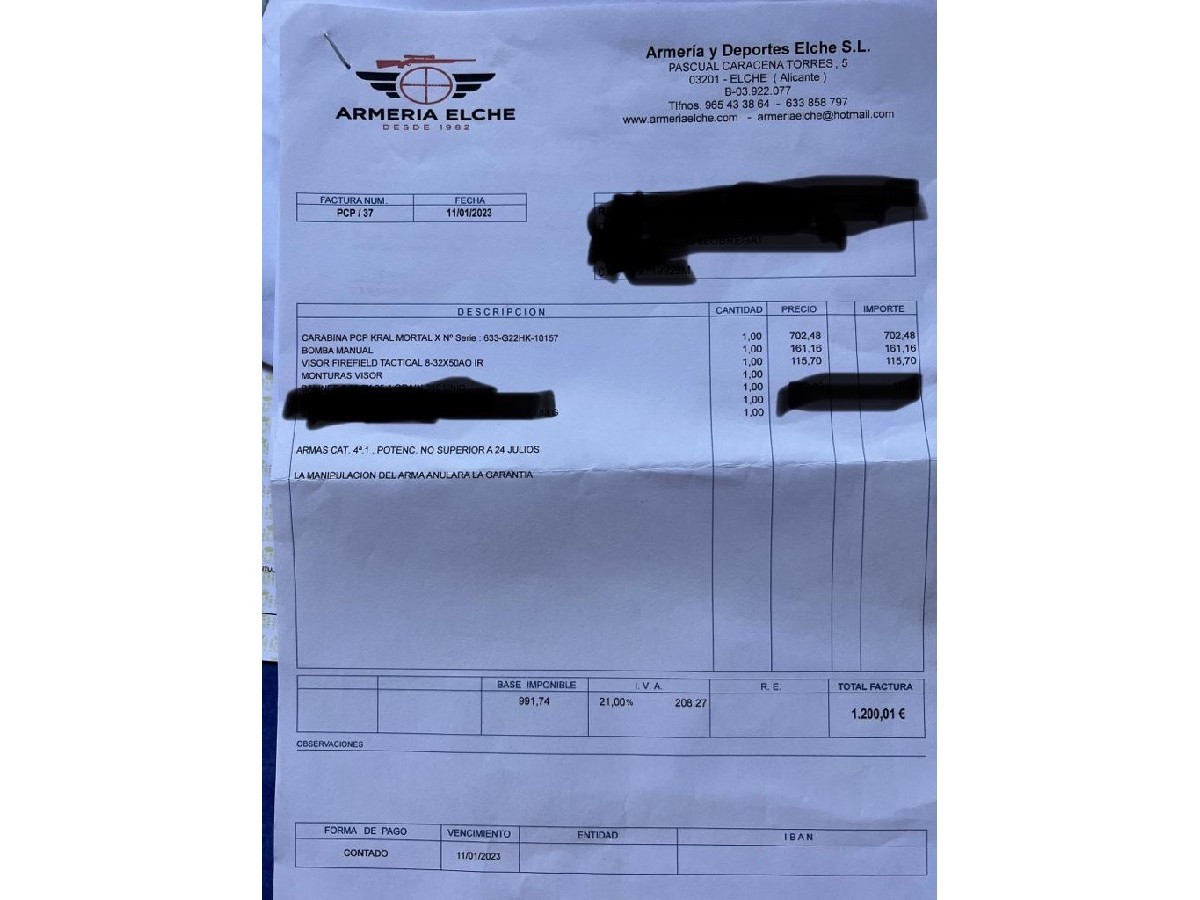 ARMERIA ELCHE
DESDE 1982
Armería y Deportes Elche S.L.
PASCUAL CARACENA TORRES , 5
03201 - ELCHE ( Alicante )
B-03.922.077
Tlfnos. 965 43 38 64 - 633 858 797
www.armeriaelche.com - armeriaelche@hotmail.com
FACTURA NUM. FECHA
PCP / 37 11/01/2023
DESCRIPCION CANTIDAD PRECIO IMPORTE
CARABINA PCP KRAL MORTAL X Nº Serie : 633-G22HK-10157 1,00 702,48 702,48
BOMBA MANUAL 1,00 161,16 161,16
VISOR FIREFIELD TACTICAL 8-32X50AO IR 1,00 115,70 115,70
MONTURAS VISOR 1,00
1,00
1,00
1,00
ARMAS CAT. 4ª.1 . POTENC. NO SUPERIOR A 24 JULIOS
LA MANIPULACION DEL ARMA ANULARA LA GARANTIA
BASE IMPONIBLE I. V. A. R. E. TOTAL FACTURA
991,74 21,00% 208,27 1.200,01 €
OBSERVACIONES
FORMA DE PAGO VENCIMIENTO ENTIDAD IBAN
CONTADO 11/01/2023